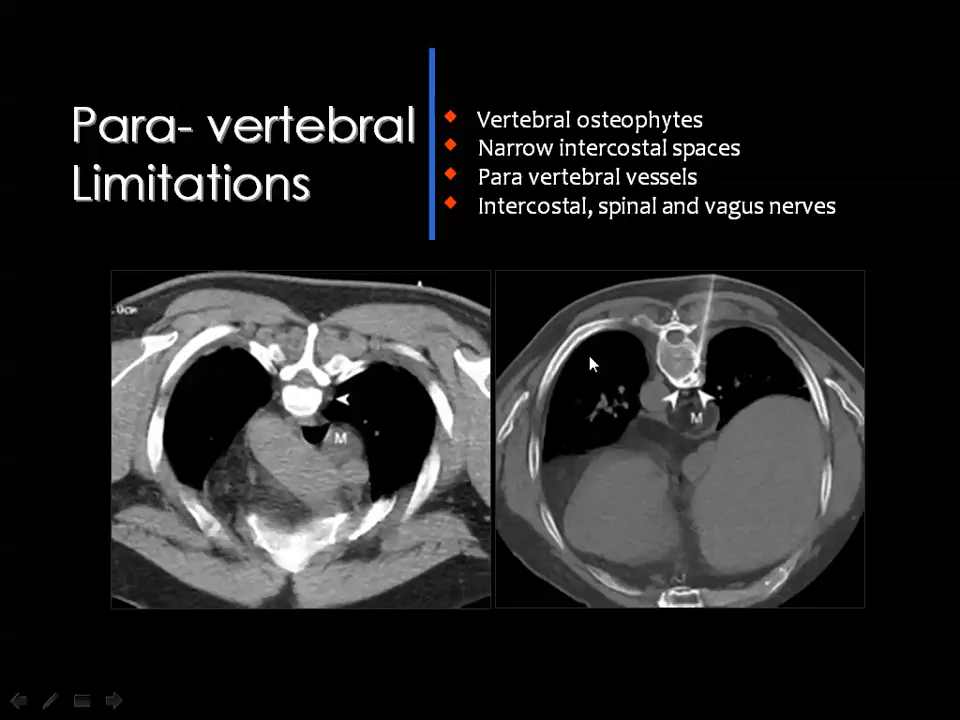 Para- vertebral
Limitations
Vertebral osteophytes
Narrow intercostal spaces
Para vertebral vessels
Intercostal, spinal and vagus nerves
M
M